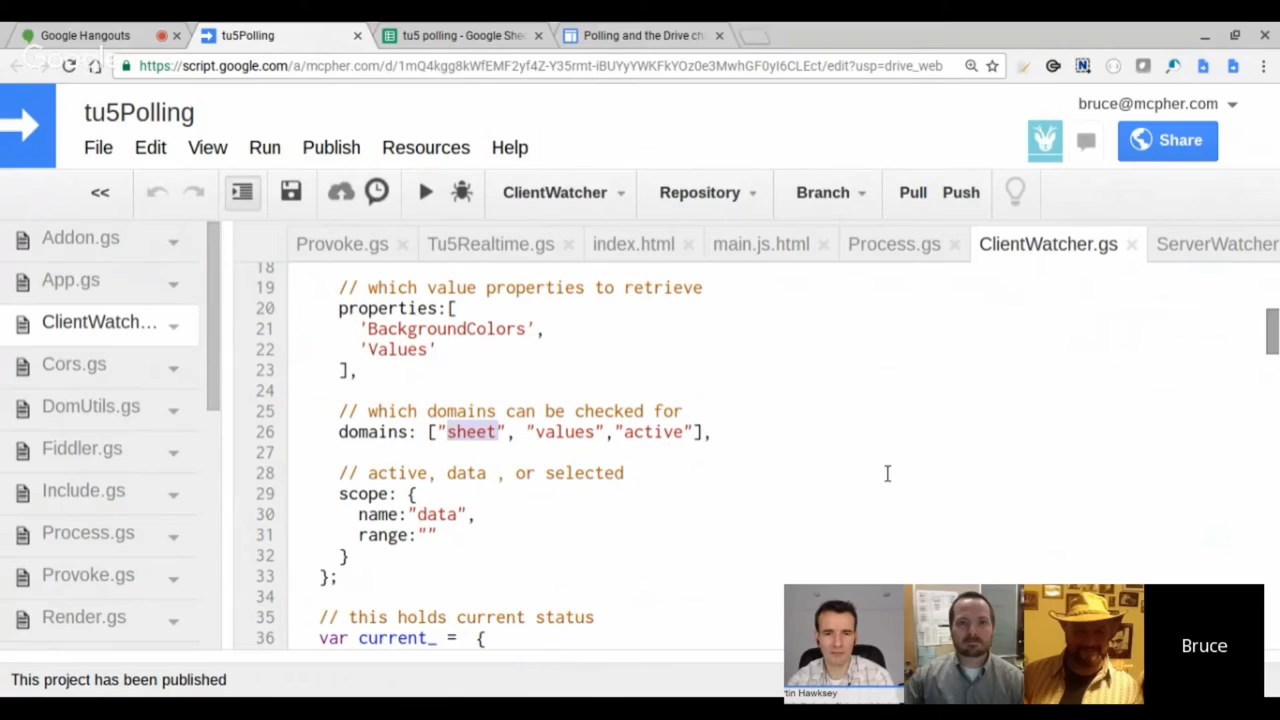 Google Hangouts
tu5Polling
tu5 polling - Google She
Polling and the Drive ch
https://script.google.com/a/mcpher.com/d/1mQ4kgg8kWfEMF2yf4Z-Y35rmt-iBUYyYWKFkYOz0e3MwhGF0yI6CLEct/edit?usp=drive_web
tu5Polling
bruce@mcpher.com
File Edit View Run Publish Resources Help
Share
<<
ClientWatcher
Repository
Branch
Pull
Push
Addon.gs
App.gs
ClientWatch...
Cors.gs
DomUtils.gs
Fiddler.gs
Include.gs
Process.gs
Provoke.gs
Render.gs
Provoke.gs
Tu5Realtime.gs
index.html
main.js.html
Process.gs
ClientWatcher.gs
ServerWatcher
18
19 // which value properties to retrieve
20 properties:[
21 'BackgroundColors',
22 'Values'
23 ],
24
25 // which domains can be checked for
26 domains: ["sheet", "values","active"],
27
28 // active, data , or selected
29 scope: {
30 name:"data",
31 range:""
32 }
33 };
34
35 // this holds current status
36 var current_ = {
This project has been published
tin Hawksey
Bruce